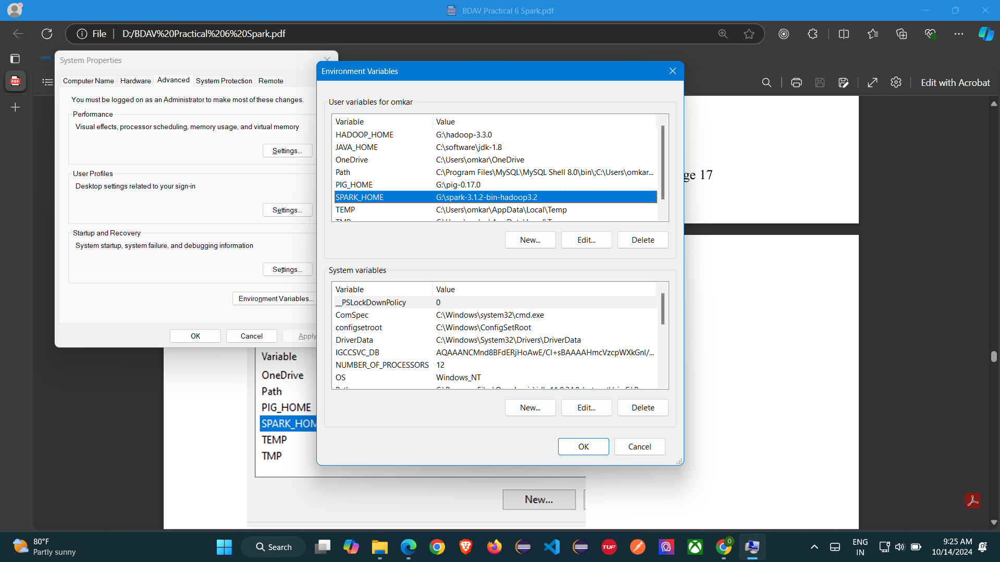 BDAV Practical 6 Spark.pdf
File
D:/BDAV%20Practical%206%20Spark.pdf
intel
Edit with Acrobat
System Properties
Computer Name
Hardware
Advanced
System Protection
Remote
You must be logged on as an Administrator to make most of these changes.
Performance
Visual effects, processor scheduling, memory usage, and virtual memory
Settings...
User Profiles
Desktop settings related to your sign-in
Settings...
Startup and Recovery
System startup, system failure, and debugging information
Settings...
Environment Variables...
OK
Cancel
Apply
Environment Variables
User variables for omkar
Variable Value
HADOOP_HOME G:\hadoop-3.3.0
JAVA_HOME C:\software\jdk-1.8
OneDrive C:\Users\omkar\OneDrive
Path C:\Program Files\MySQL\MySQL Shell 8.0\bin\;C:\Users\omkar...
PIG_HOME G:\pig-0.17.0
SPARK_HOME G:\spark-3.1.2-bin-hadoop3.2
TEMP C:\Users\omkar\AppData\Local\Temp
New...
Edit...
Delete
System variables
Variable Value
__PSLockDownPolicy 0
ComSpec C:\Windows\system32\cmd.exe
configsetroot C:\Windows\ConfigSetRoot
DriverData C:\Windows\System32\Drivers\DriverData
IGCCSVC_DB AQAAANCMnd8BFdERjHoAwE/Cl+sBAAAAHmcVzcpWXkGnl/...
NUMBER_OF_PROCESSORS 12
OS Windows_NT
New...
Edit...
Delete
OK
Cancel
ge 17
Variable
OneDrive
Path
PIG_HOME
SPARK_HOM
TEMP
TMP
New...
80°F
Partly sunny
Search
TUF
0
ENG
IN
9:25 AM
10/14/2024